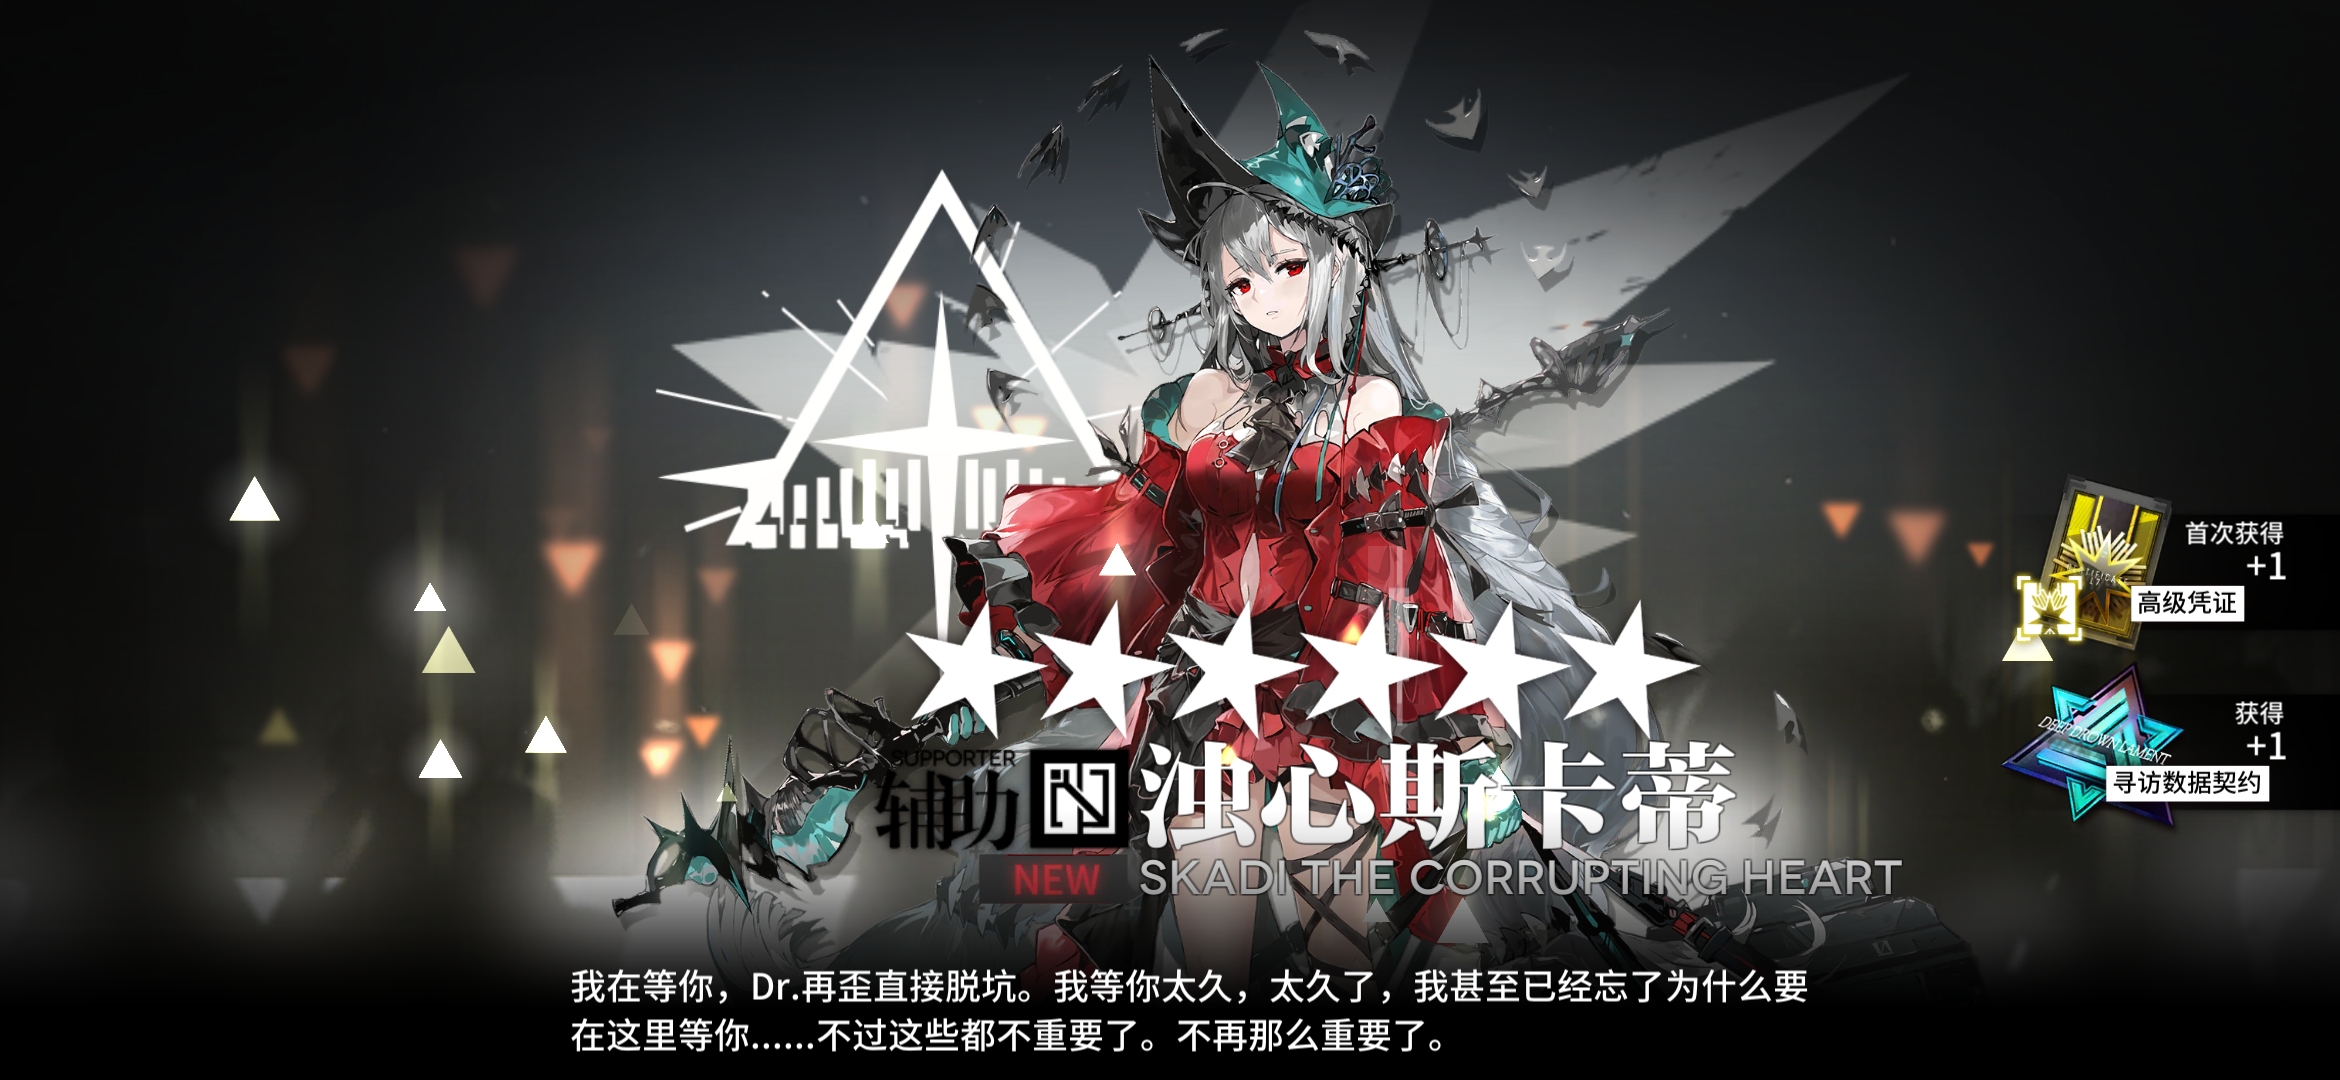 首次获得
+1
高级凭证
获得
+1
DEEP DROWN LAMENT
寻访数据契约
SUPPORTER
辅助
浊心斯卡蒂
NEW
SKADI THE CORRUPTING HEART
我在等你，Dr.再歪直接脱坑。我等你太久，太久了，我甚至已经忘了为什么要
在这里等你......不过这些都不重要了。不再那么重要了。